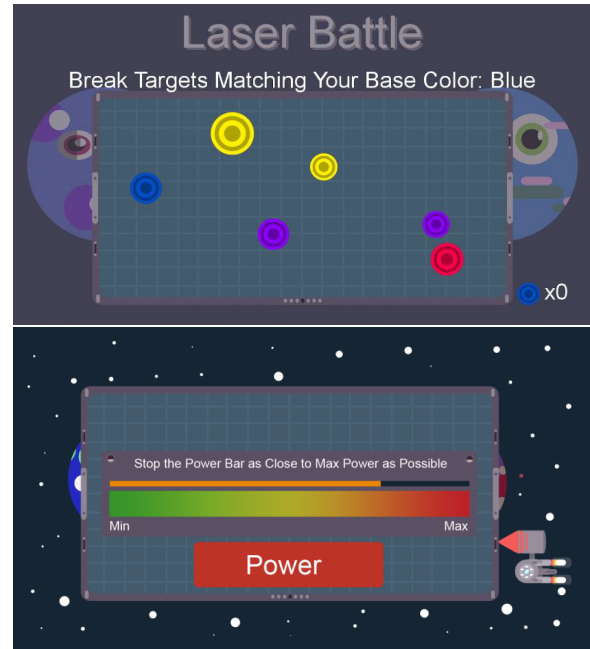 Laser Battle
Break Targets Matching Your Base Color: Blue
x0
Stop the Power Bar as Close to Max Power as Possible
Min
Max
Power